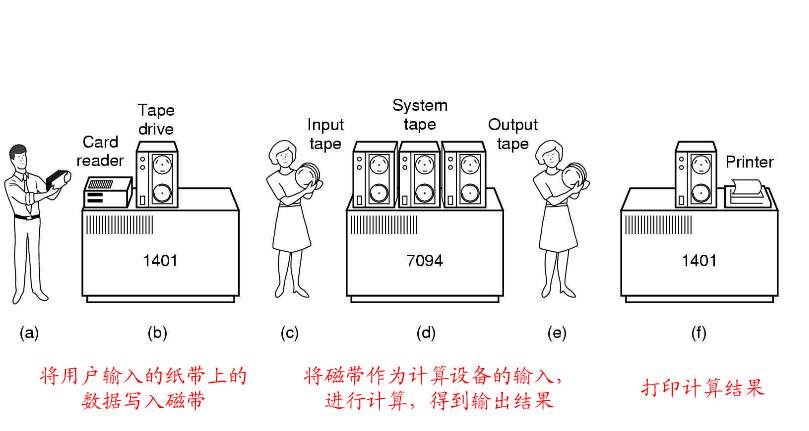 Tape
drive
Card
reader
Input
tape
System
tape
Output
tape
Printer
1401
7094
1401
(a)
(b)
(c)
(d)
(e)
(f)
将用户输入的纸带上的
数据写入磁带
将磁带作为计算设备的输入，
进行计算，得到输出结果
打印计算结果